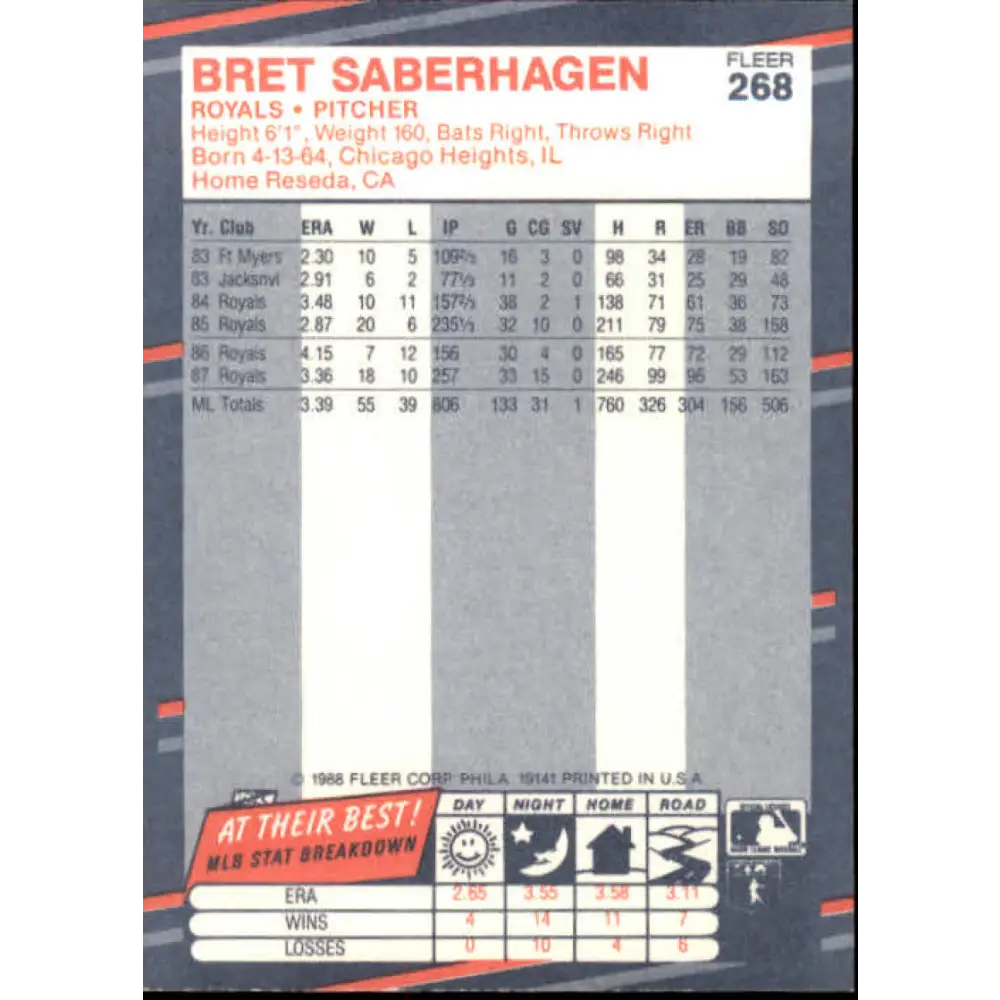 BRET SABERHAGEN
FLEER
268
ROYALS • PITCHER
Height 6'1", Weight 160, Bats Right, Throws Right
Born 4-13-64, Chicago Heights, IL
Home Reseda, CA
Yr. Club ERA W L IP G CG SV H R ER BB SO
83 Ft Myers 2.30 10 5 109⅔ 16 3 0 98 34 28 19 82
83 Jacksnvl 2.91 6 2 77⅓ 11 2 0 66 31 25 29 48
84 Royals 3.48 10 11 157⅔ 38 2 1 138 71 61 36 73
85 Royals 2.87 20 6 235⅓ 32 10 0 211 79 75 38 158
86 Royals 4.15 7 12 156 30 4 0 165 77 72 29 112
87 Royals 3.36 18 10 257 33 15 0 246 99 96 53 163
ML Totals 3.39 55 39 806 133 31 1 760 326 304 156 506
© 1988 FLEER CORP. PHILA. 19141 PRINTED IN U.S.A.
AT THEIR BEST!
MLB STAT BREAKDOWN
DAY NIGHT HOME ROAD
ERA 2.65 3.55 3.58 3.11
WINS 4 14 11 7
LOSSES 0 10 4 6